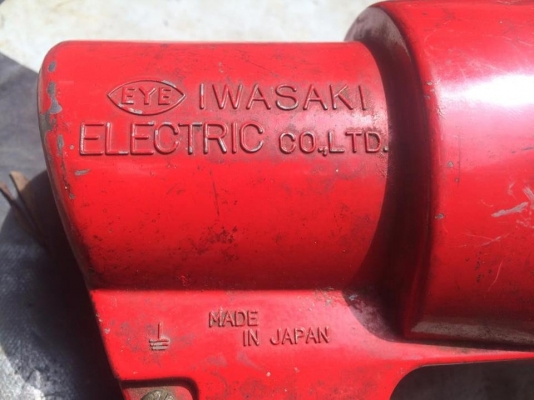 EYE IWASAKI
ELECTRIC CO.,LTD.
MADE
IN JAPAN